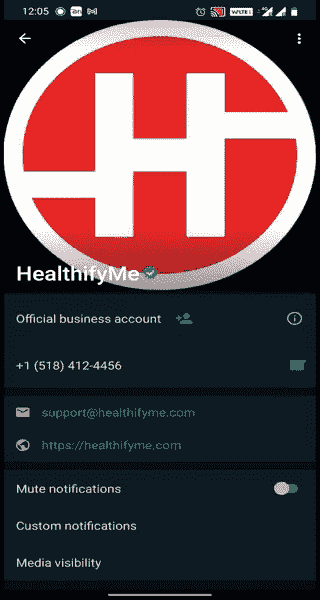 12:05
HealthifyMe
Official business account
+1 (518) 412-4456
support@healthifyme.com
https://healthifyme.com
Mute notifications
Custom notifications
Media visibility